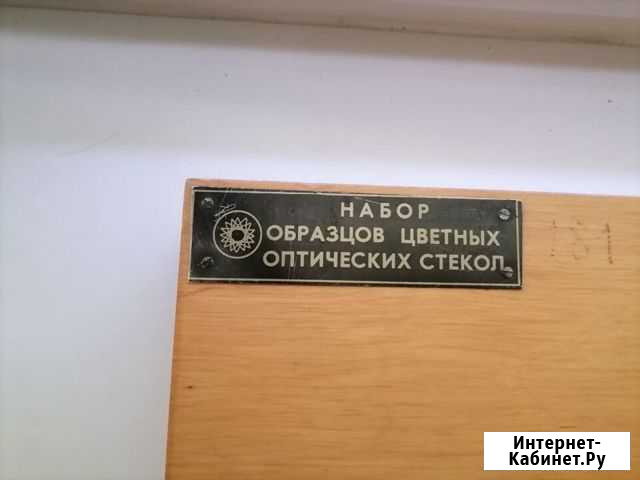 НАБОР
ОБРАЗЦОВ ЦВЕТНЫХ
ОПТИЧЕСКИХ СТЕКОЛ
Интернет-
Кабинет.Ру